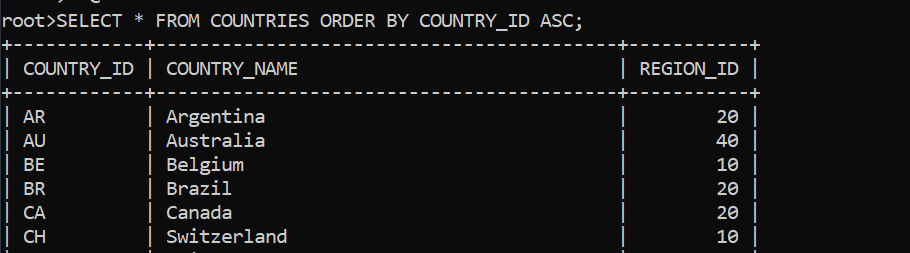 root>SELECT * FROM COUNTRIES ORDER BY COUNTRY_ID ASC;
+------------+------------------------------------------+-----------+
| COUNTRY_ID | COUNTRY_NAME                             | REGION_ID |
+------------+------------------------------------------+-----------+
| AR         | Argentina                                |        20 |
| AU         | Australia                                |        40 |
| BE         | Belgium                                  |        10 |
| BR         | Brazil                                   |        20 |
| CA         | Canada                                   |        20 |
| CH         | Switzerland                              |        10 |